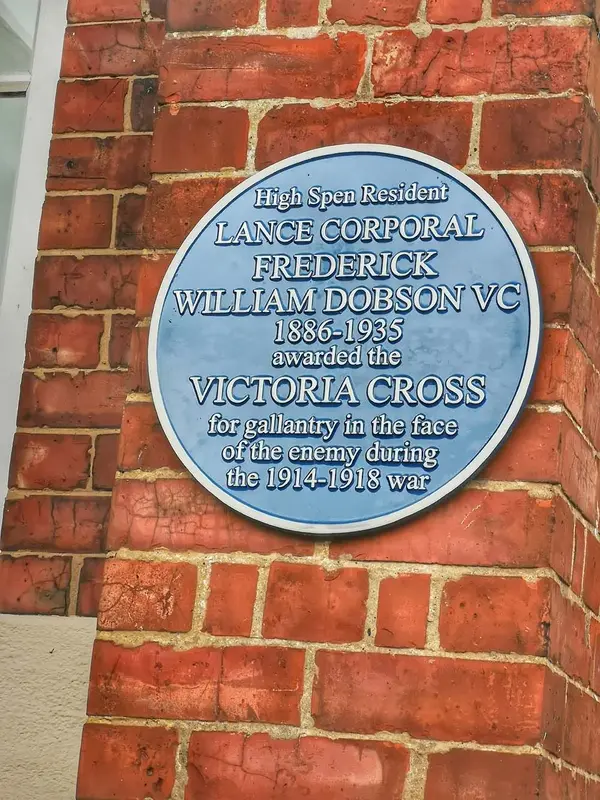 High Spen Resident
LANCE CORPORAL
FREDERICK
WILLIAM DOBSON VC
1886-1935
awarded the
VICTORIA CROSS
for gallantry in the face
of the enemy during
the 1914-1918 war